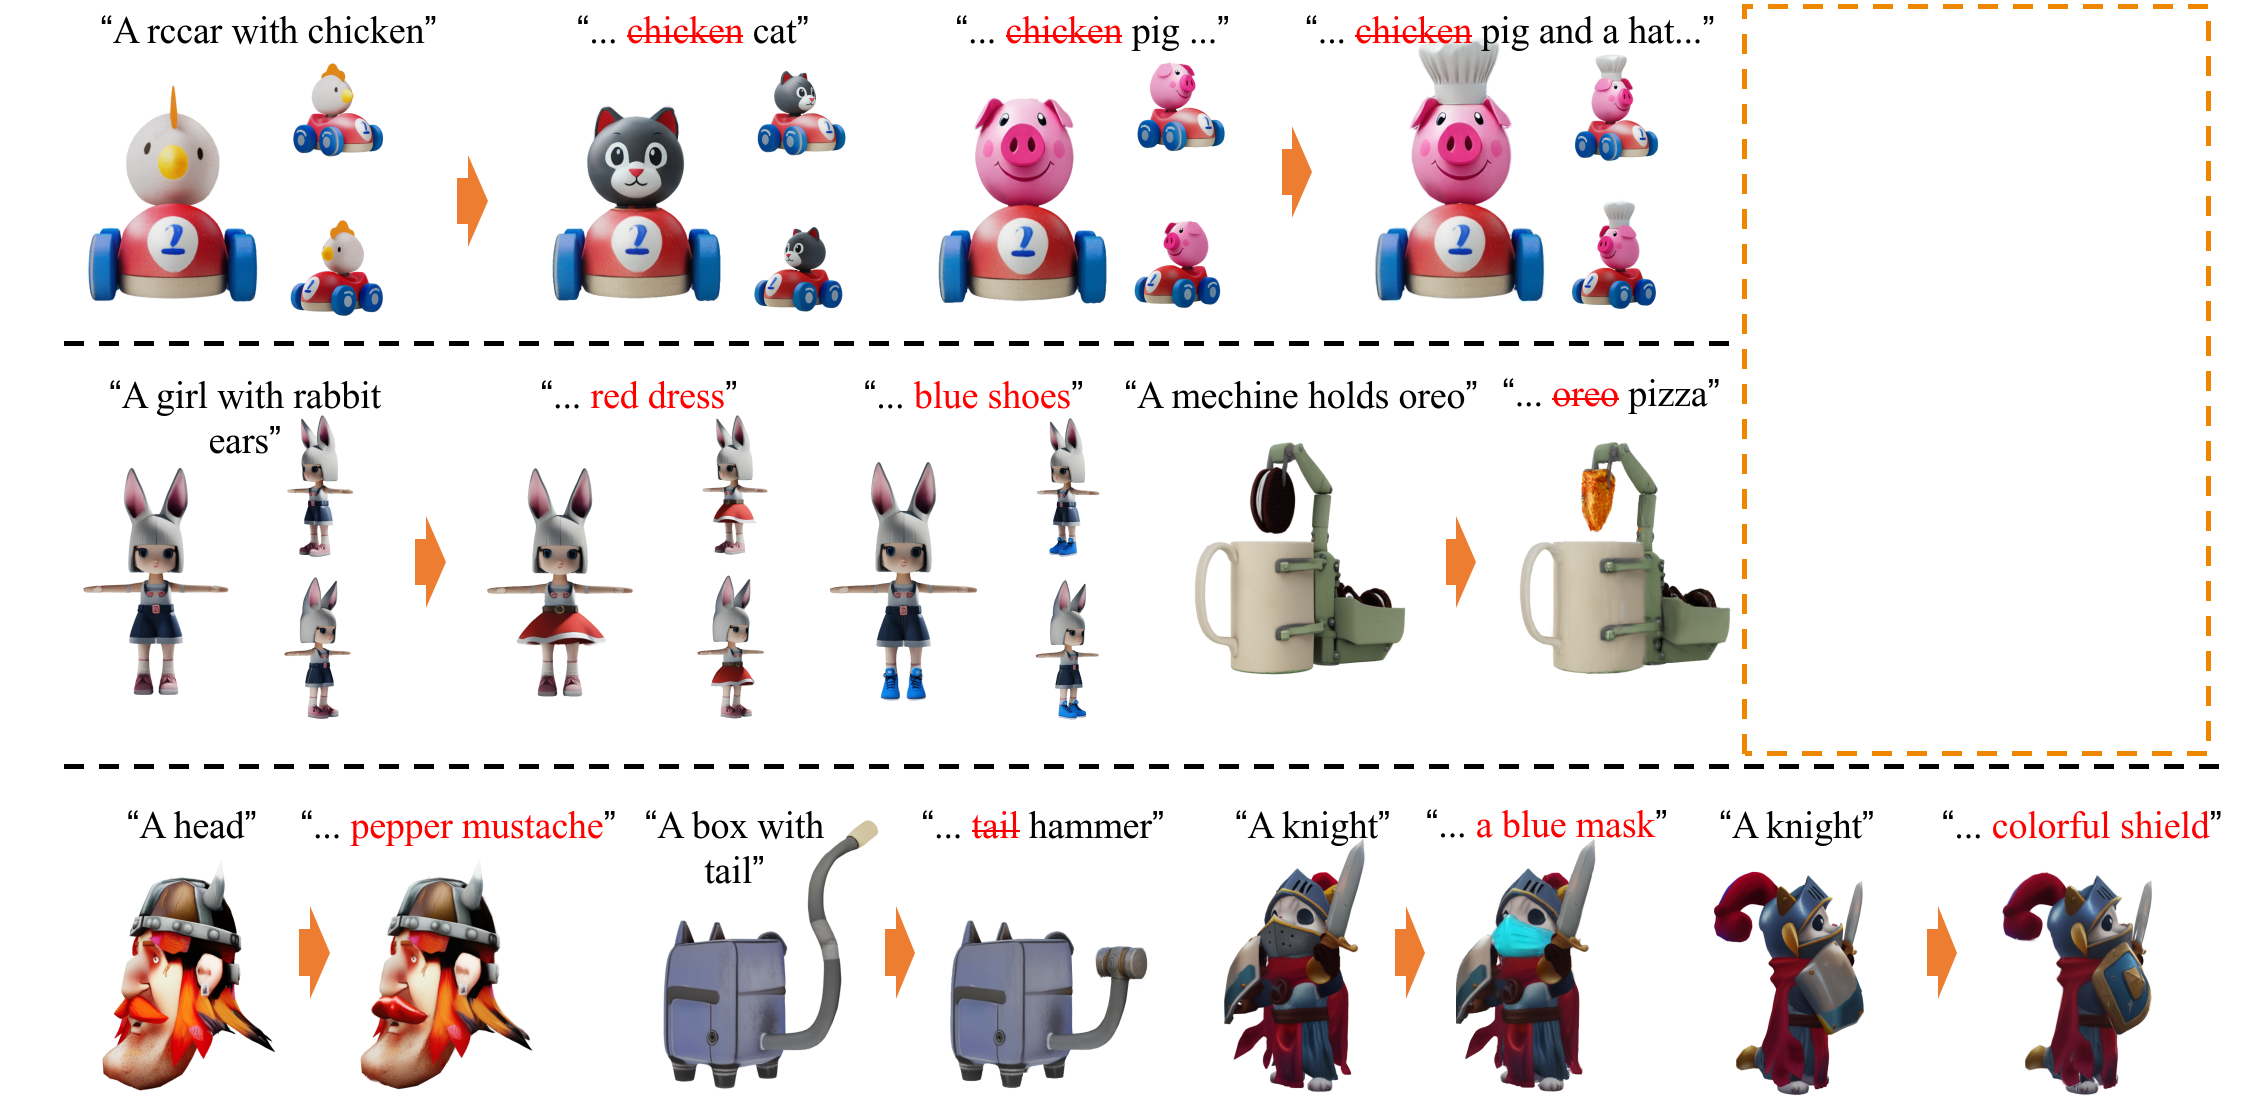 “A rccar with chicken”
“... chicken cat”
“... chicken pig ...”
“... chicken pig and a hat...”
“A girl with rabbit
ears”
“... red dress”
“... blue shoes”
“A mechine holds oreo”
“... oreo pizza”
“A head”
“... pepper mustache”
“A box with
tail”
“... tail hammer”
“A knight”
“... a blue mask”
“A knight”
“... colorful shield”